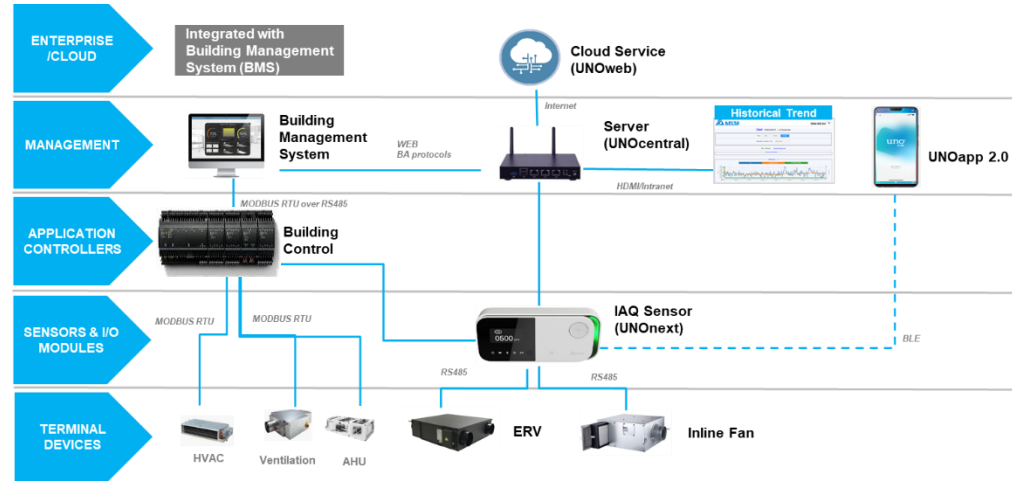 ENTERPRISE
/CLOUD
Integrated with
Building Management
System (BMS)
Cloud Service
(UNOweb)
Internet
MANAGEMENT
Building
Management
System
WEB
BA protocols
Server
(UNOcentral)
HDMI/Intranet
Historical Trend
uno
UNOapp 2.0
MODBUS RTU over RS485
APPLICATION
CONTROLLERS
Building
Control
SENSORS & I/O
MODULES
MODBUS RTU
MODBUS RTU
0600
IAQ Sensor
(UNOnext)
BLE
RS485
RS485
TERMINAL
DEVICES
HVAC
Ventilation
AHU
ERV
Inline Fan